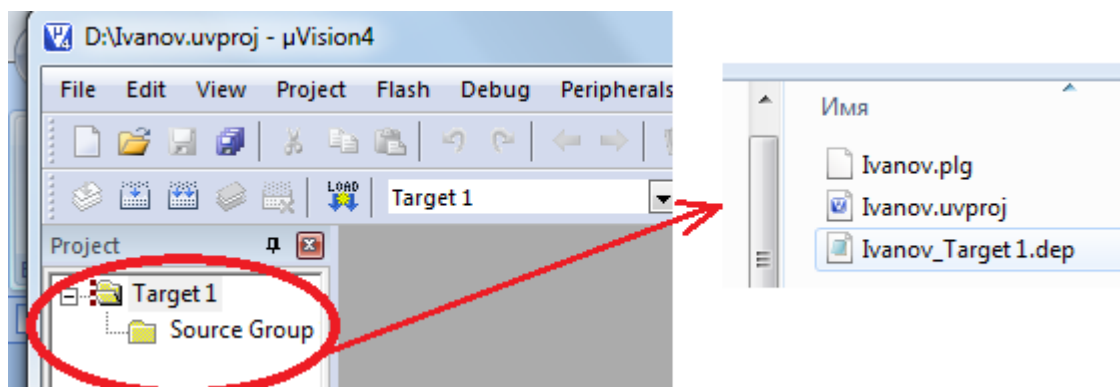 D:\Ivanov.uvproj - µVision4
File Edit View Project Flash Debug Peripherals
LOAD
Target 1
Project
Target 1
Source Group
Имя
Ivanov.plg
Ivanov.uvproj
Ivanov_Target 1.dep